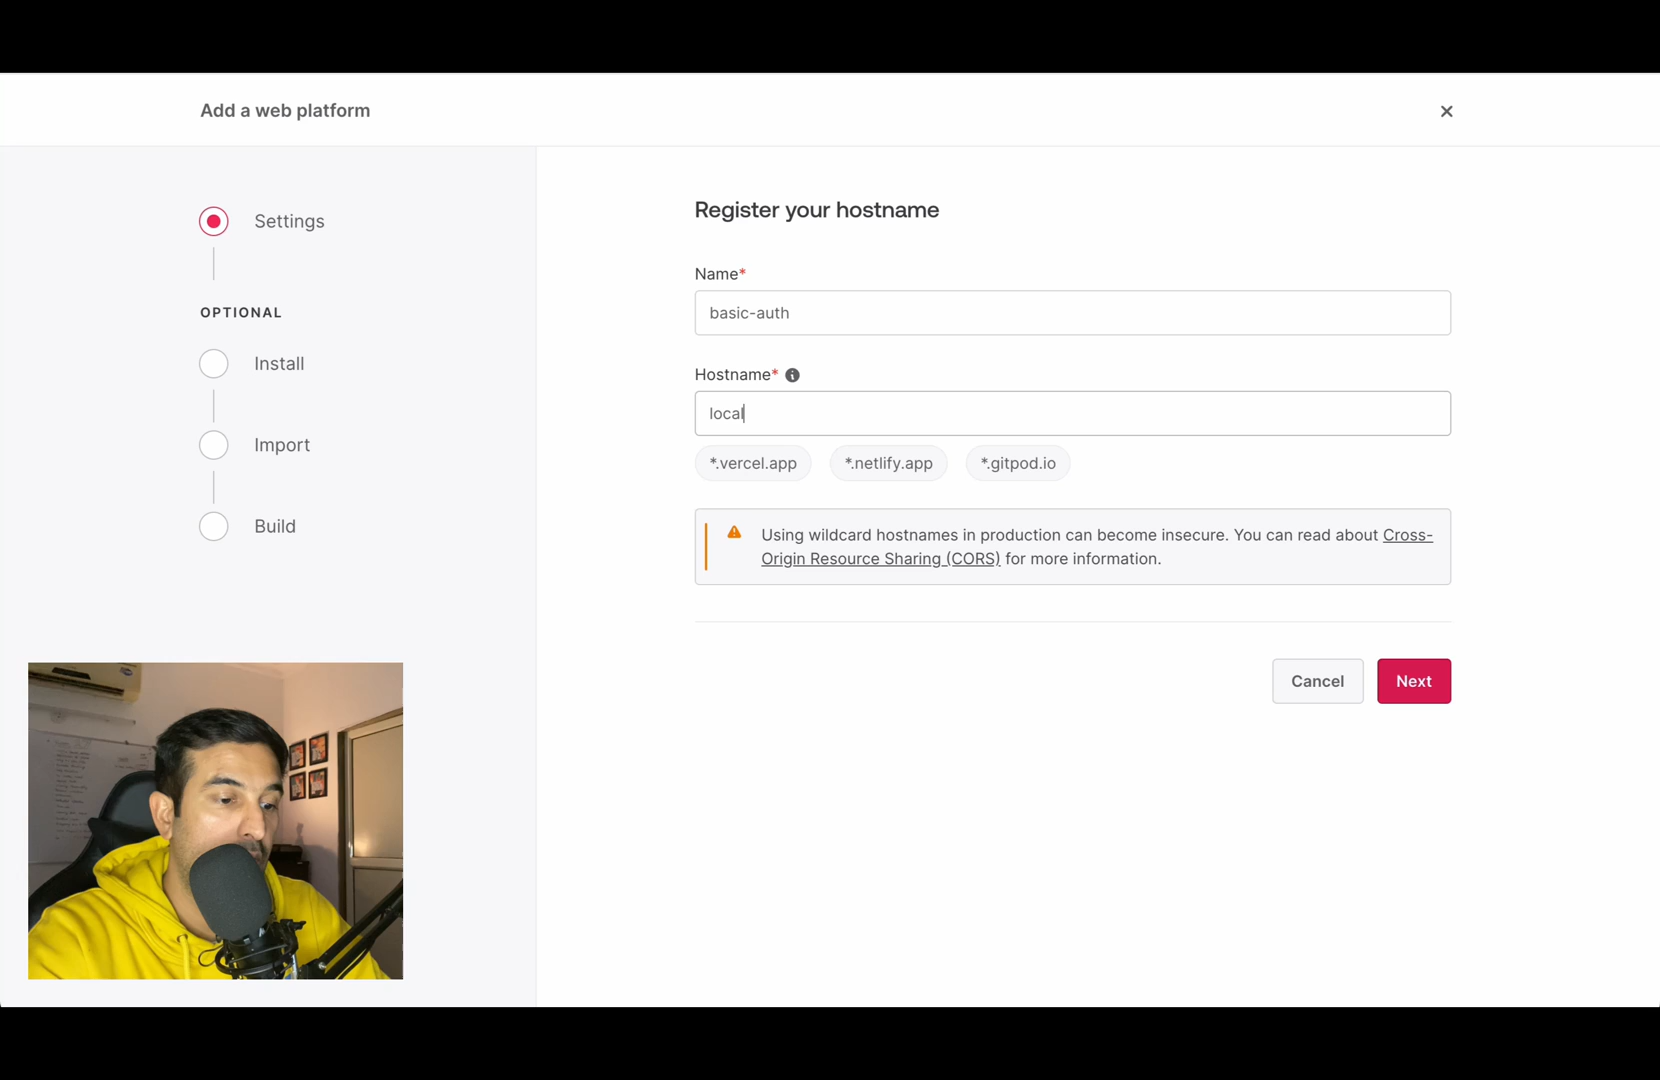 Add a web platform
Settings
OPTIONAL
Install
Import
Build
Register your hostname
Name*
basic-auth
Hostname*
local
*.vercel.app
*.netlify.app
*.gitpod.io
Using wildcard hostnames in production can become insecure. You can read about Cross-
Origin Resource Sharing (CORS) for more information.
Cancel
Next